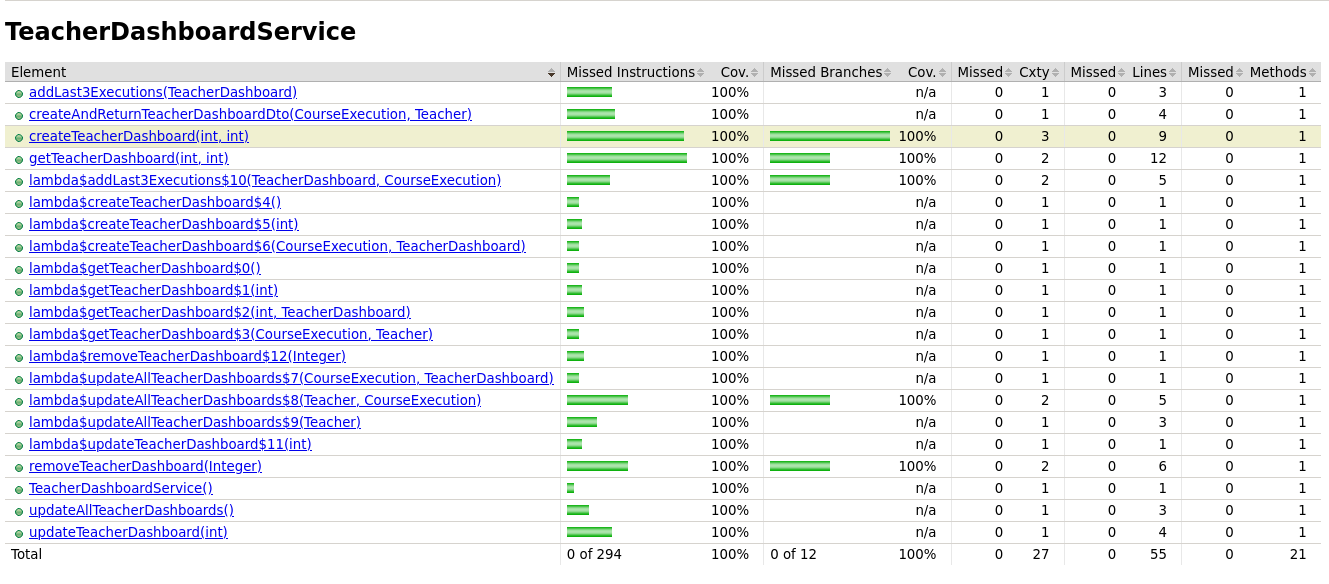 TeacherDashboardService
Element Missed Instructions Cov. Missed Branches Cov. Missed Cxty Missed Lines Missed Methods
addLast3Executions(TeacherDashboard) 100% n/a 0 1 0 3 0 1
createAndReturnTeacherDashboardDto(CourseExecution, Teacher) 100% n/a 0 1 0 4 0 1
createTeacherDashboard(int, int) 100% 100% 0 3 0 9 0 1
getTeacherDashboard(int, int) 100% 100% 0 2 0 12 0 1
lambda$addLast3Executions$10(TeacherDashboard, CourseExecution) 100% 100% 0 2 0 5 0 1
lambda$createTeacherDashboard$4() 100% n/a 0 1 0 1 0 1
lambda$createTeacherDashboard$5(int) 100% n/a 0 1 0 1 0 1
lambda$createTeacherDashboard$6(CourseExecution, TeacherDashboard) 100% n/a 0 1 0 1 0 1
lambda$getTeacherDashboard$0() 100% n/a 0 1 0 1 0 1
lambda$getTeacherDashboard$1(int) 100% n/a 0 1 0 1 0 1
lambda$getTeacherDashboard$2(int, TeacherDashboard) 100% n/a 0 1 0 1 0 1
lambda$getTeacherDashboard$3(CourseExecution, Teacher) 100% n/a 0 1 0 1 0 1
lambda$removeTeacherDashboard$12(Integer) 100% n/a 0 1 0 1 0 1
lambda$updateAllTeacherDashboards$7(CourseExecution, TeacherDashboard) 100% n/a 0 1 0 1 0 1
lambda$updateAllTeacherDashboards$8(Teacher, CourseExecution) 100% 100% 0 2 0 5 0 1
lambda$updateAllTeacherDashboards$9(Teacher) 100% n/a 0 1 0 3 0 1
lambda$updateTeacherDashboard$11(int) 100% n/a 0 1 0 1 0 1
removeTeacherDashboard(Integer) 100% 100% 0 2 0 6 0 1
TeacherDashboardService() 100% n/a 0 1 0 1 0 1
updateAllTeacherDashboards() 100% n/a 0 1 0 3 0 1
updateTeacherDashboard(int) 100% n/a 0 1 0 4 0 1
Total 0 of 294 100% 0 of 12 100% 0 27 0 55 0 21